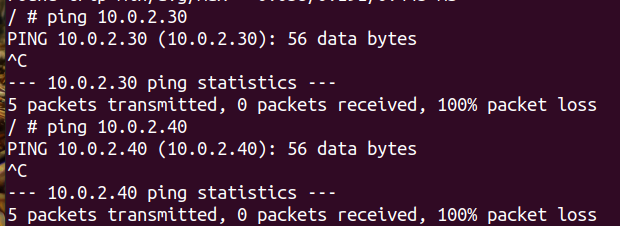 / # ping 10.0.2.30
PING 10.0.2.30 (10.0.2.30): 56 data bytes
^C
--- 10.0.2.30 ping statistics ---
5 packets transmitted, 0 packets received, 100% packet loss
/ # ping 10.0.2.40
PING 10.0.2.40 (10.0.2.40): 56 data bytes
^C
--- 10.0.2.40 ping statistics ---
5 packets transmitted, 0 packets received, 100% packet loss